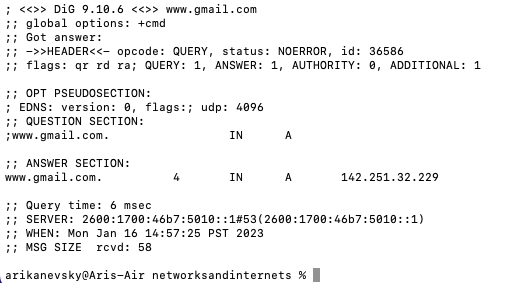 ; <<>> DiG 9.10.6 <<>> www.gmail.com
;; global options: +cmd
;; Got answer:
;; ->>HEADER<<- opcode: QUERY, status: NOERROR, id: 36586
;; flags: qr rd ra; QUERY: 1, ANSWER: 1, AUTHORITY: 0, ADDITIONAL: 1

;; OPT PSEUDOSECTION:
; EDNS: version: 0, flags:; udp: 4096
;; QUESTION SECTION:
;www.gmail.com. IN A

;; ANSWER SECTION:
www.gmail.com. 4 IN A 142.251.32.229

;; Query time: 6 msec
;; SERVER: 2600:1700:46b7:5010::1#53(2600:1700:46b7:5010::1)
;; WHEN: Mon Jan 16 14:57:25 PST 2023
;; MSG SIZE rcvd: 58

arikanevsky@Aris-Air networksandinternets %